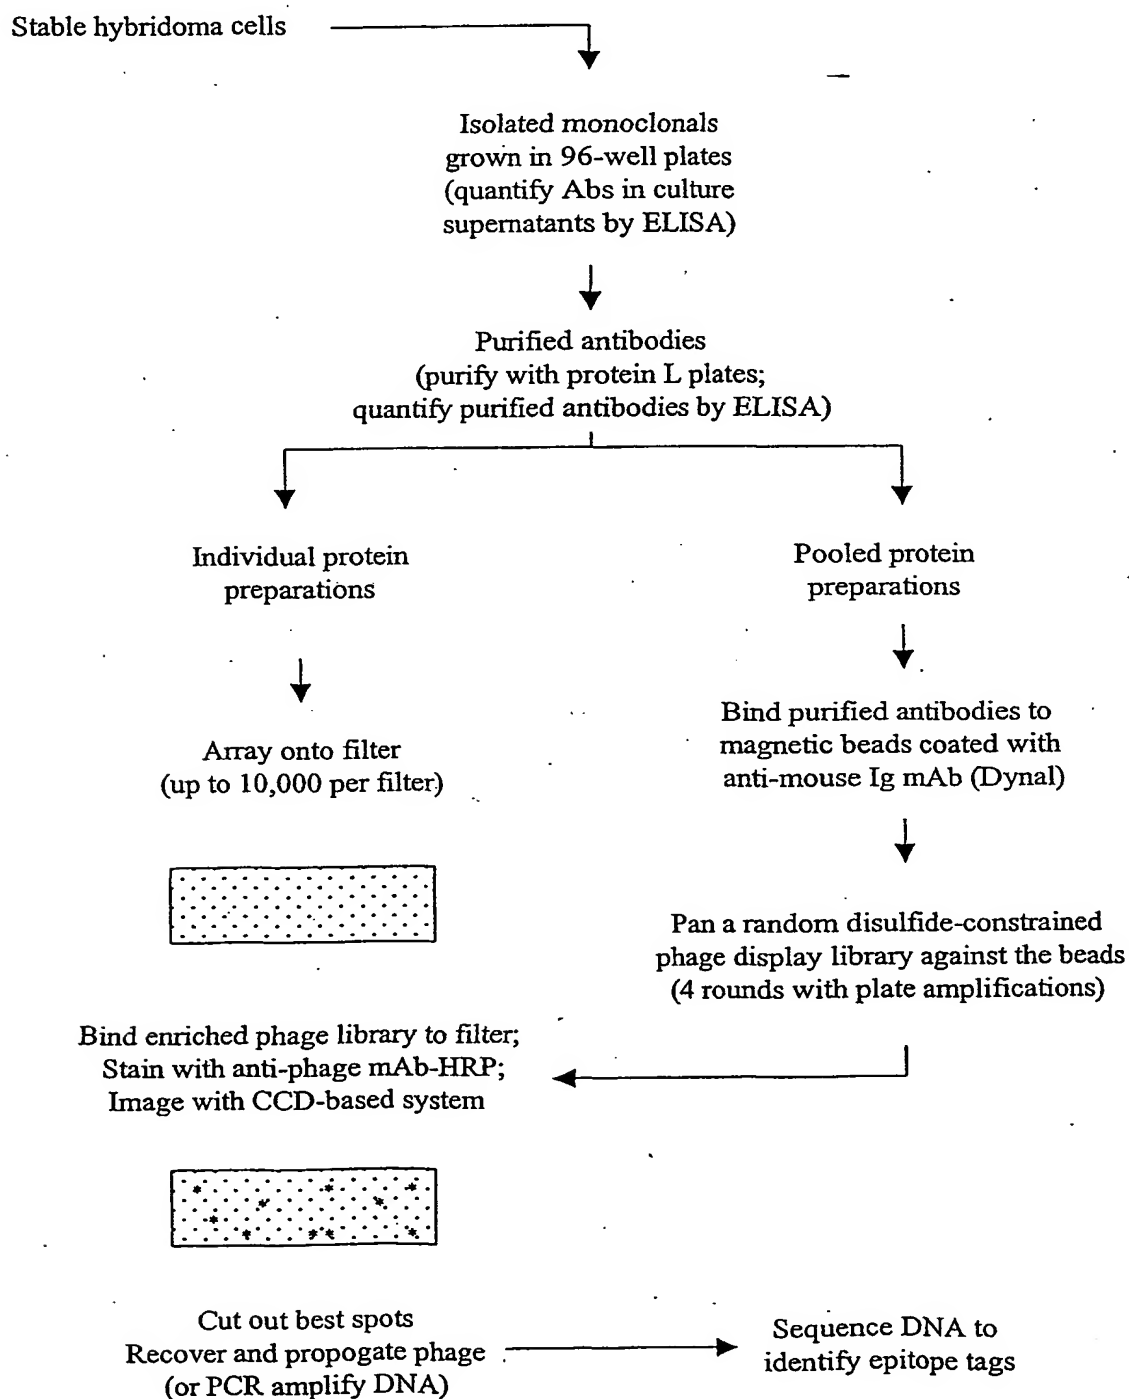 Stable hybridoma cells
Isolated monoclonals
grown in 96-well plates
(quantify Abs in culture
supernatants by ELISA)
Purified antibodies
(purify with protein L plates;
quantify purified antibodies by ELISA)
Individual protein
preparations
Array onto filter
(up to 10,000 per filter)
Pooled protein
preparations
Bind purified antibodies to
magnetic beads coated with
anti-mouse Ig mAb (Dynal)
Pan a random disulfide-constrained
phage display library against the beads
(4 rounds with plate amplifications)
Bind enriched phage library to filter;
Stain with anti-phage mAb-HRP;
Image with CCD-based system
Cut out best spots
Recover and propogate phage
(or PCR amplify DNA)
Sequence DNA to
identify epitope tags